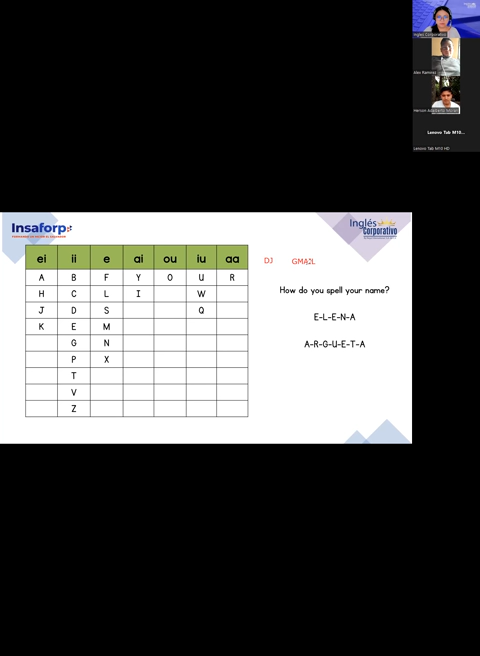 Inglés Corporativo
Alex Ramirez
Lenovo Tab M10...
Lenovo Tab M10 HD
Insaforp
Inglés
Corporativo
ei ii e ai ou iu aa
A B F Y O U R
H C L I W
J D S Q
K E M
G N
P X
T
V
Z
DJ GMA2L
How do you spell your name?
E-L-E-N-A
A-R-G-U-E-T-A